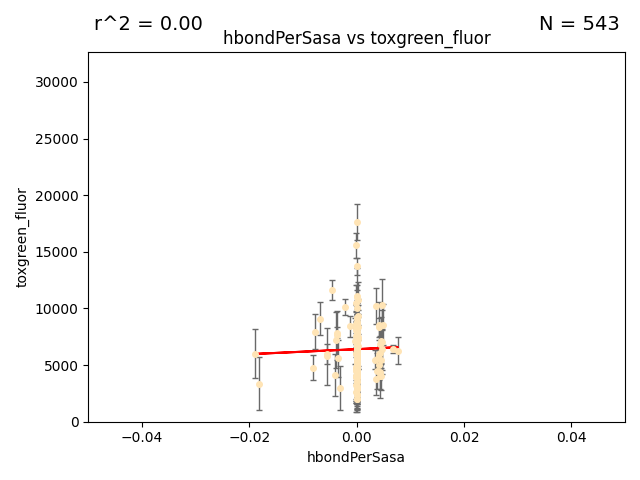 r^2 = 0.00
N = 543
hbondPerSasa vs toxgreen_fluor
30000
25000
20000
15000
10000
5000
0
toxgreen_fluor
−0.04
−0.02
0.00
0.02
0.04
hbondPerSasa